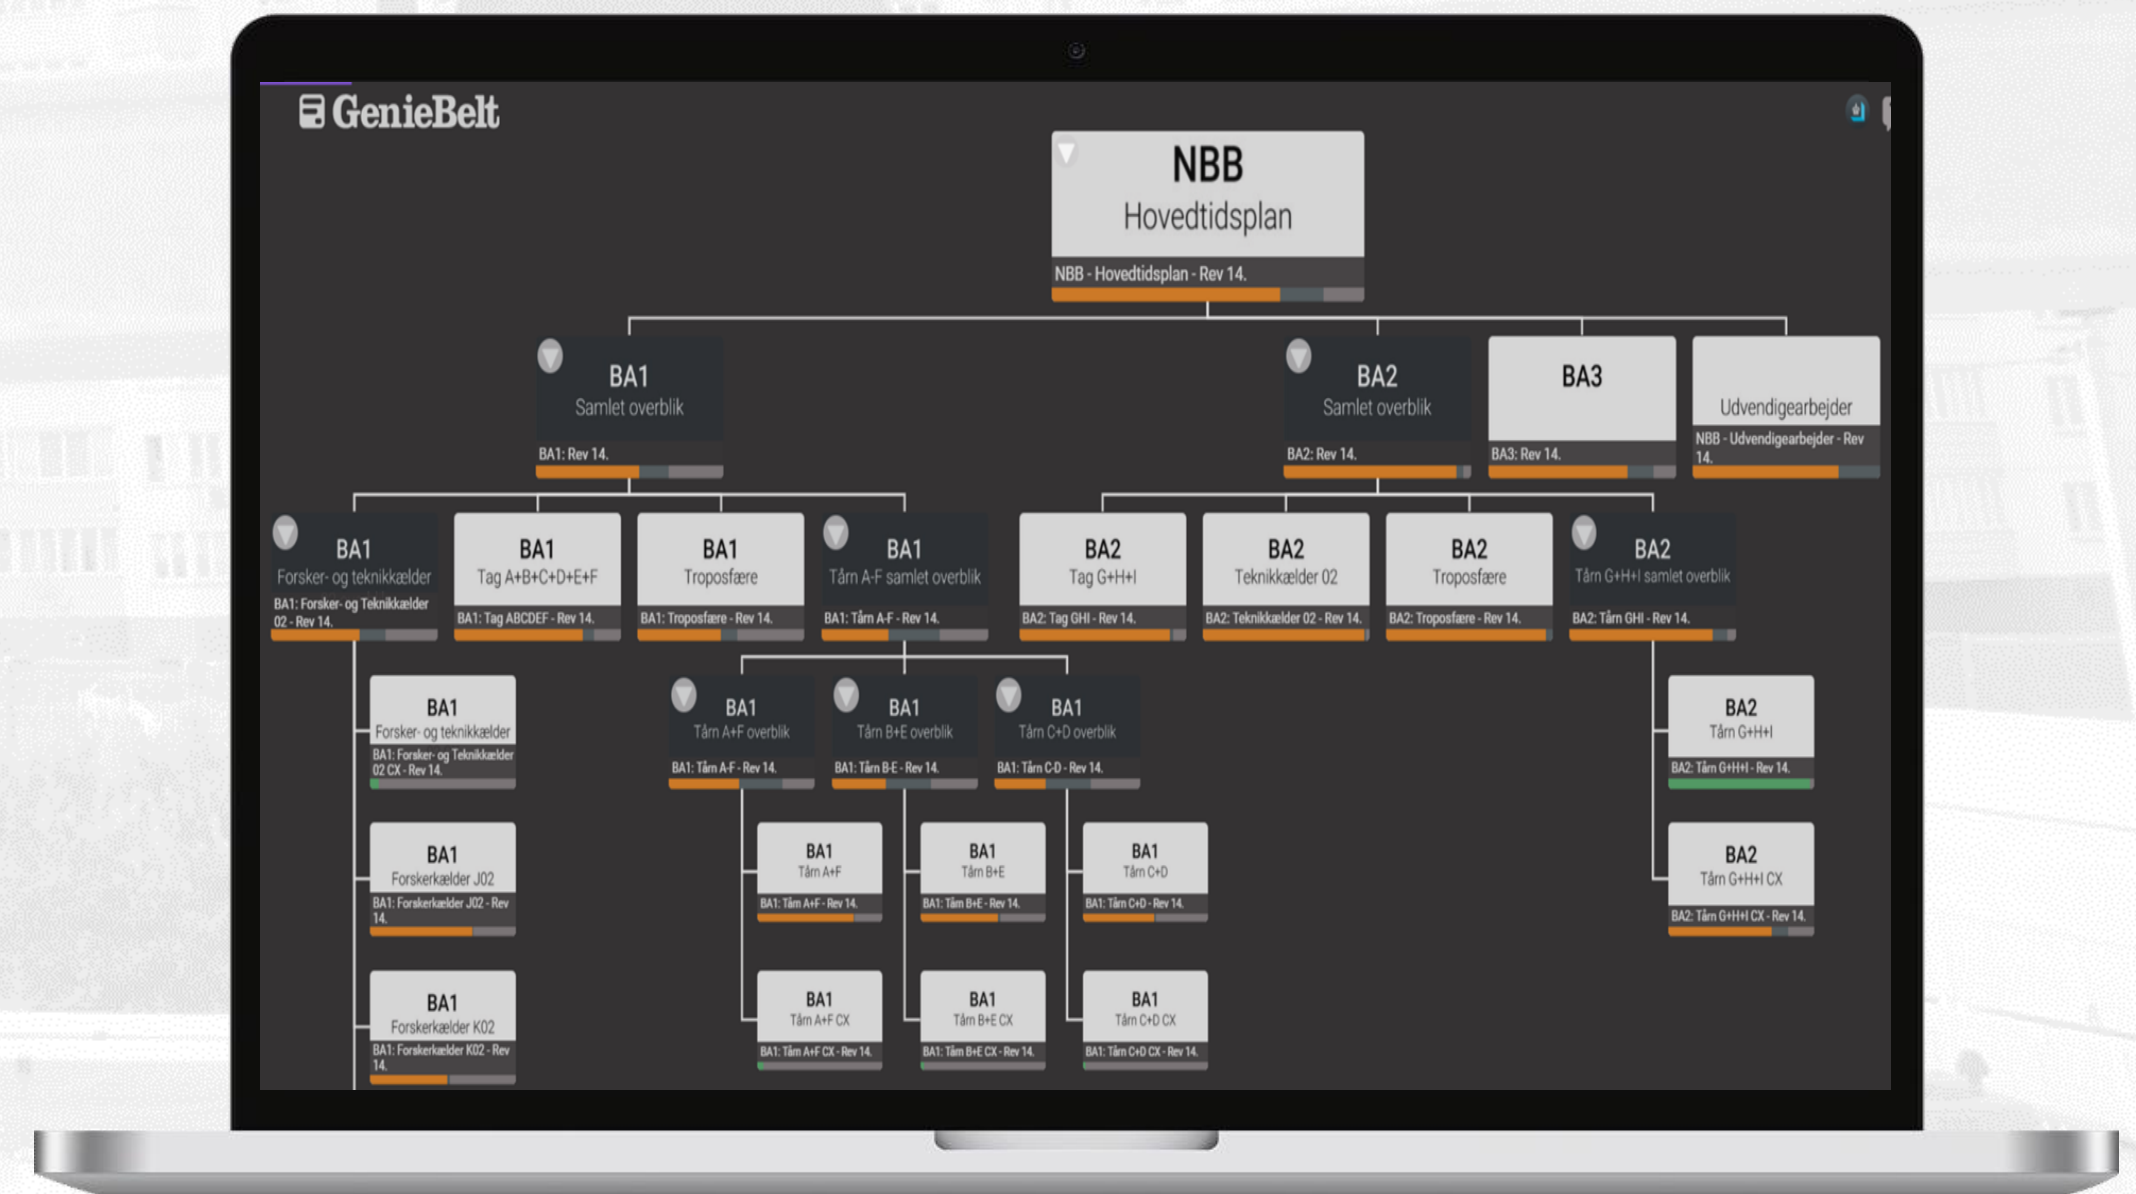 GenieBelt
NBB
Hovedtidsplan
NBB - Hovedtidsplan - Rev 14.
BA1
Samlet overblik
BA1: Rev 14.
BA2
Samlet overblik
BA2: Rev 14.
BA3
BA3: Rev 14.
Udvendigearbejder
NBB - Udvendigearbejder - Rev
14.
BA1
Forsker- og teknikkælder
BA1: Forsker- og Teknikkælder
02 - Rev 14.
BA1
Tag A+B+C+D+E+F
BA1: Tag ABCDEF - Rev 14.
BA1
Troposfære
BA1: Troposfære - Rev 14.
BA1
Tårn A-F samlet overblik
BA1: Tårn A-F - Rev 14.
BA2
Tag G+H+I
BA2: Tag GHI - Rev 14.
BA2
Teknikkælder 02
BA2: Teknikkælder 02 - Rev 14.
BA2
Troposfære
BA2: Troposfære - Rev 14.
BA2
Tårn G+H+I samlet overblik
BA2: Tårn GHI - Rev 14.
BA1
Forsker- og teknikkælder
BA1: Forsker- og Teknikkælder
02 CX - Rev 14.
BA1
Tårn A+F overblik
BA1: Tårn A-F - Rev 14.
BA1
Tårn B+E overblik
BA1: Tårn B-E - Rev 14.
BA1
Tårn C+D overblik
BA1: Tårn C-D - Rev 14.
BA2
Tårn G+H+I
BA2: Tårn G+H+I - Rev 14.
BA1
Forskerkælder J02
BA1: Forskerkælder J02 - Rev
14.
BA1
Tårn A+F
BA1: Tårn A+F - Rev 14.
BA1
Tårn B+E
BA1: Tårn B+E - Rev 14.
BA1
Tårn C+D
BA1: Tårn C+D - Rev 14.
BA2
Tårn G+H+I CX
BA2: Tårn G+H+I CX - Rev 14.
BA1
Forskerkælder K02
BA1: Forskerkælder K02 - Rev
14.
BA1
Tårn A+F CX
BA1: Tårn A+F CX - Rev 14.
BA1
Tårn B+E CX
BA1: Tårn B+E CX - Rev 14.
BA1
Tårn C+D CX
BA1: Tårn C+D CX - Rev 14.